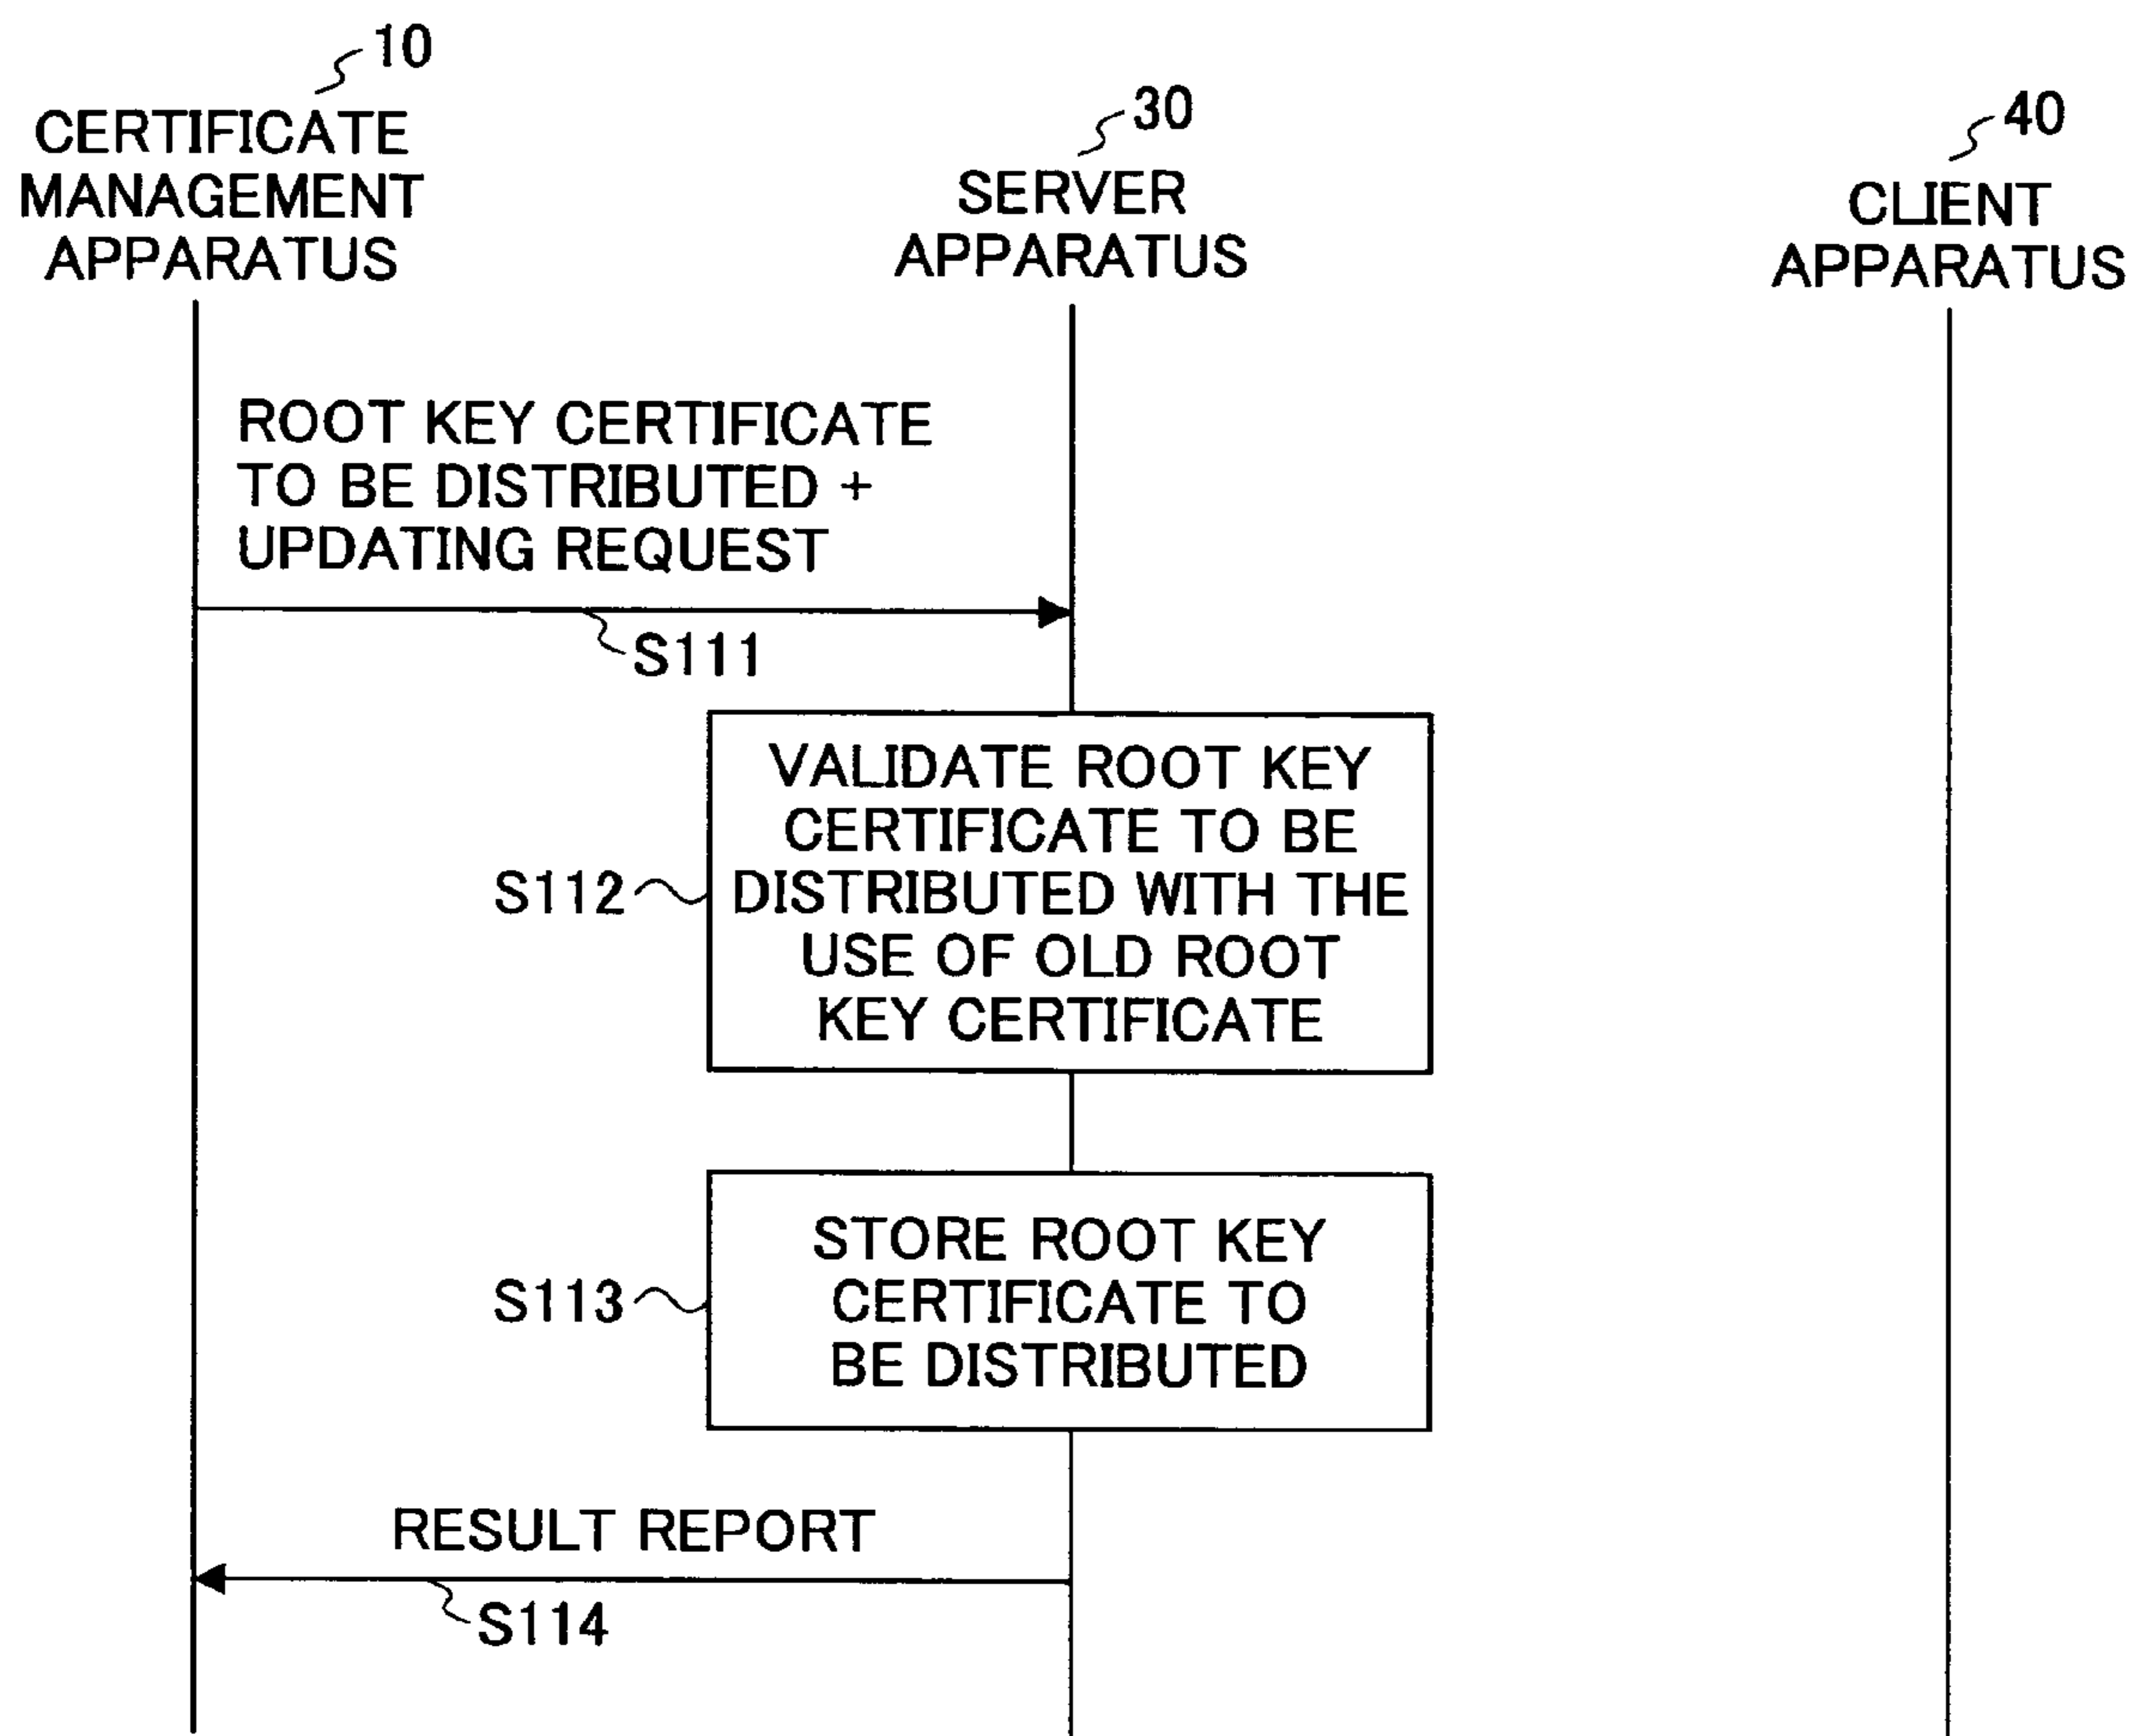 10
CERTIFICATE
MANAGEMENT
APPARATUS
30
SERVER
APPARATUS
40
CLIENT
APPARATUS
ROOT KEY CERTIFICATE
TO BE DISTRIBUTED +
UPDATING REQUEST
S111
VALIDATE ROOT KEY
CERTIFICATE TO BE
DISTRIBUTED WITH THE
USE OF OLD ROOT
KEY CERTIFICATE
S112
STORE ROOT KEY
CERTIFICATE TO
BE DISTRIBUTED
S113
RESULT REPORT
S114